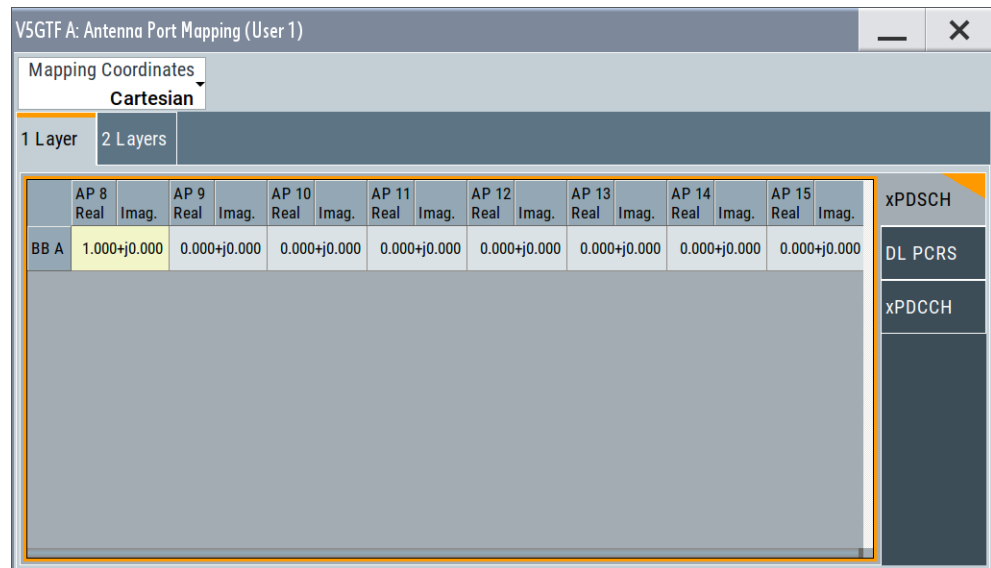 V5GTF A: Antenna Port Mapping (User 1)
Mapping Coordinates
Cartesian
1 Layer 2 Layers
AP 8 AP 9 AP 10 AP 11 AP 12 AP 13 AP 14 AP 15
Real Imag. Real Imag. Real Imag. Real Imag. Real Imag. Real Imag. Real Imag. Real Imag.
BB A 1.000+j0.000 0.000+j0.000 0.000+j0.000 0.000+j0.000 0.000+j0.000 0.000+j0.000 0.000+j0.000 0.000+j0.000
xPDSCH
DL PCRS
xPDCCH